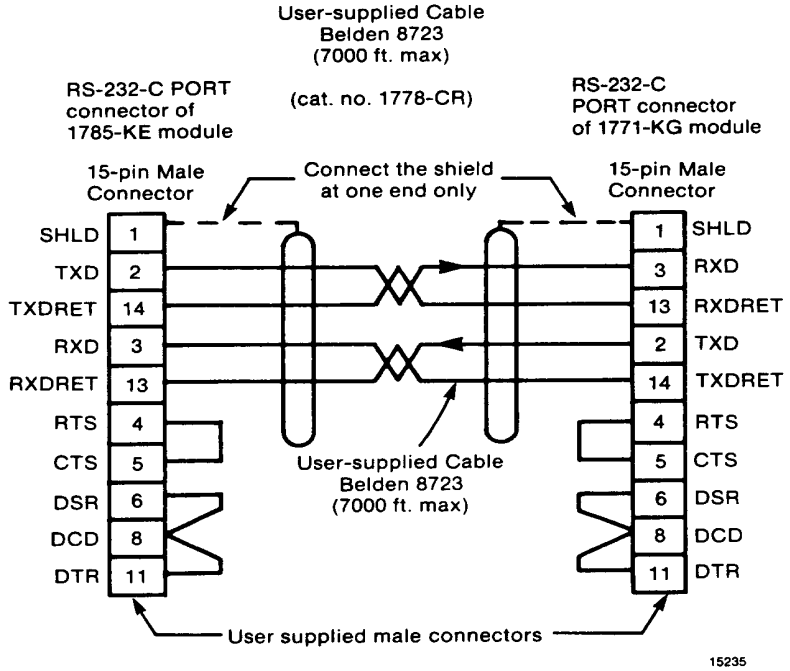 User-supplied Cable
Belden 8723
(7000 ft. max)
(cat. no. 1778-CR)
RS-232-C PORT
connector of
1785-KE module
RS-232-C
PORT connector
of 1771-KG module
15-pin Male
Connector
Connect the shield
at one end only
15-pin Male
Connector
SHLD 1
1 SHLD
TXD 2
3 RXD
TXDRET 14
13 RXDRET
RXD 3
2 TXD
RXDRET 13
14 TXDRET
RTS 4
4 RTS
CTS 5
5 CTS
DSR 6
6 DSR
DCD 8
8 DCD
DTR 11
11 DTR
User-supplied Cable
Belden 8723
(7000 ft. max)
User supplied male connectors
15235